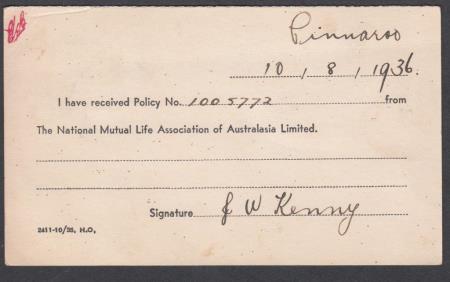 Pinnaroo
10 / 8 / 1936.
I have received Policy No. 1005772 from
The National Mutual Life Association of Australasia Limited.
Signature J W Kenny
2411-10/35. H.O.